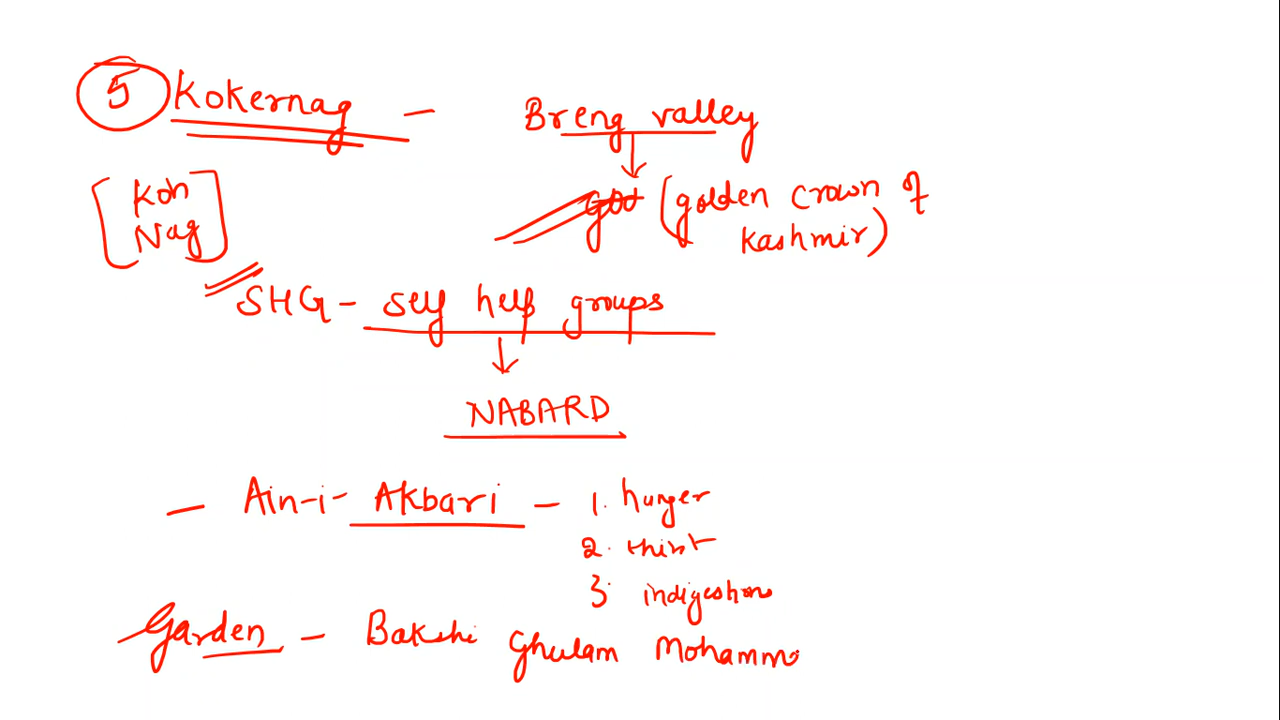 5 Kokernag - Breng valley
(golden crown of
Kashmir)
[Koh
Nag]
SHG - self help groups
NABARD
- Ain-i-Akbari - 1. hunger
2. thirst
3. indigestion
Garden - Bakshi Ghulam Mohamm